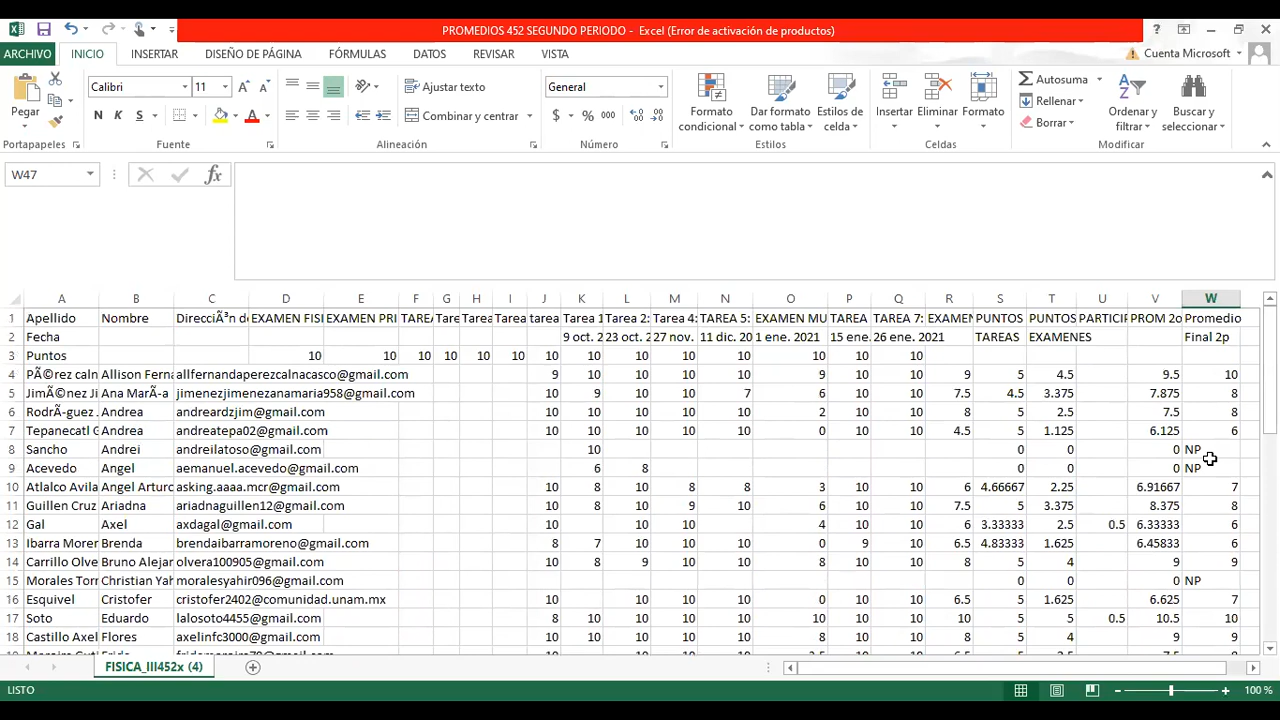 PROMEDIOS 452 SEGUNDO PERIODO - Excel (Error de activación de productos)
ARCHIVO INICIO INSERTAR DISEÑO DE PÁGINA FÓRMULAS DATOS REVISAR VISTA Cuenta Microsoft
Pegar
Calibri 11
N K S A
Ajustar texto
Combinar y centrar
General
$ % 000
Formato condicional
Dar formato como tabla
Estilos de celda
Insertar Eliminar Formato
Autosuma
Rellenar
Borrar
Ordenar y filtrar
Buscar y seleccionar
Portapapeles Fuente Alineación Número Estilos Celdas Modificar
W47 fx
A B C D E F G H I J K L M N O P Q R S T U V W
1 Apellido Nombre DirecciÃ³n de EXAMEN FISI EXAMEN PRI TAREA Tare Tarea Tarea tarea Tarea 1 Tarea 2: Tarea 4: TAREA 5: EXAMEN MU TAREA TAREA 7: EXAMEN PUNTOS PUNTOS PARTICIP PROM 2o Promedio
2 Fecha 9 oct. 2 23 oct. 2 27 nov. 11 dic. 20 1 ene. 2021 15 ene. 26 ene. 2021 TAREAS EXAMENES Final 2p
3 Puntos 10 10 10 10 10 10 10 10 10 10 10 10 10 10
4 PÃ©rez caln Allison Ferna allfernandaperezcalnacasco@gmail.com 9 10 10 10 9 10 10 9 5 4.5 9.5 10
5 JimÃ©nez Ji Ana MarÃ-a jimenezjimenezanamaria958@gmail.com 10 9 10 7 6 10 10 7.5 4.5 3.375 7.875 8
6 RodrÃ-guez Andrea andreardzjim@gmail.com 10 10 10 10 2 10 10 8 5 2.5 7.5 8
7 Tepanecatl G Andrea andreatepa02@gmail.com 10 10 10 10 0 10 10 4.5 5 1.125 6.125 6
8 Sancho Andrei andreilatoso@gmail.com 10 0 0 0 NP
9 Acevedo Angel aemanuel.acevedo@gmail.com 6 8 0 0 0 NP
10 Atlalco Avila Angel Arturo asking.aaaa.mcr@gmail.com 10 8 10 8 8 3 10 10 6 4.66667 2.25 6.91667 7
11 Guillen Cruz Ariadna ariadnaguillen12@gmail.com 10 8 10 9 10 6 10 10 7.5 5 3.375 8.375 8
12 Gal Axel axdagal@gmail.com 10 10 10 4 10 10 6 3.33333 2.5 0.5 6.33333 6
13 Ibarra Morer Brenda brendaibarramoreno@gmail.com 8 7 10 10 10 0 9 10 6.5 4.83333 1.625 6.45833 6
14 Carrillo Olve Bruno Alejan olvera100905@gmail.com 10 8 9 10 10 8 10 10 8 5 4 9 9
15 Morales Torr Christian Yah moralesyahir096@gmail.com 0 0 0 NP
16 Esquivel Cristofer cristofer2402@comunidad.unam.mx 10 10 10 10 0 10 10 6.5 5 1.625 6.625 7
17 Soto Eduardo lalosoto4455@gmail.com 8 10 10 10 10 10 10 10 10 5 5 0.5 10.5 10
18 Castillo Axel Flores axelinfc3000@gmail.com 10 10 10 10 10 8 10 10 8 5 4 9 9
FISICA_III452x (4)
LISTO 100 %